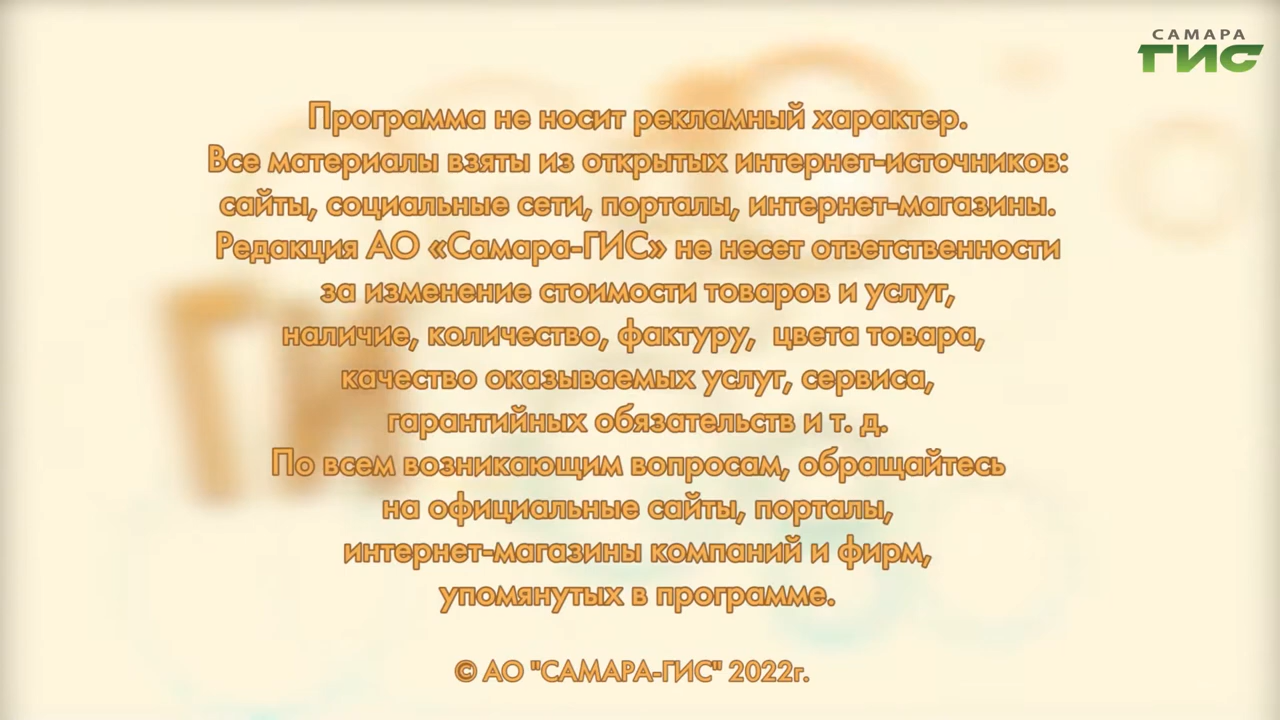 САМАРА
ГИС
Программа не носит рекламный характер.
Все материалы взяты из открытых интернет-источников:
сайты, социальные сети, порталы, интернет-магазины.
Редакция АО «Самара-ГИС» не несет ответственности
за изменение стоимости товаров и услуг,
наличие, количество, фактуру, цвета товара,
качество оказываемых услуг, сервиса,
гарантийных обязательств и т. д.
По всем возникающим вопросам, обращайтесь
на официальные сайты, порталы,
интернет-магазины компаний и фирм,
упомянутых в программе.
© АО "САМАРА-ГИС" 2022г.